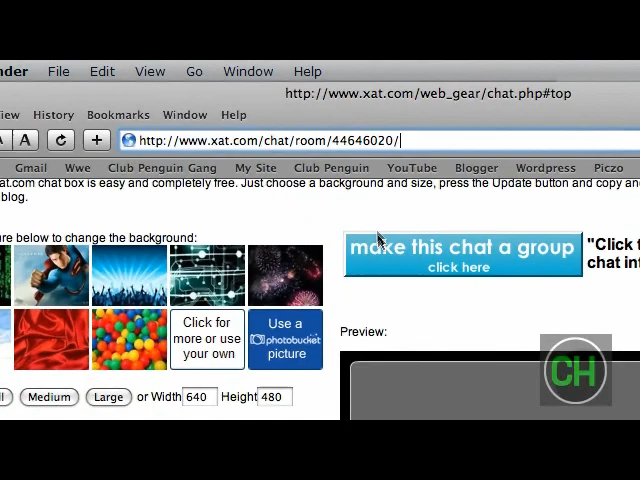 nder File Edit View Go Window Help
http://www.xat.com/web_gear/chat.php#top
iew History Bookmarks Window Help
A http://www.xat.com/chat/room/44646020/
Gmail Wwe Club Penguin Gang My Site Club Penguin YouTube Blogger Wordpress Piczo
at.com chat box is easy and completely free. Just choose a background and size, press the Update button and copy and
blog.
ure below to change the background:
make this chat a group
click here
"Click t
chat int
Click for
more or use
your own
Use a
photobucket
picture
Preview:
ll Medium Large or Width 640 Height 480
CH